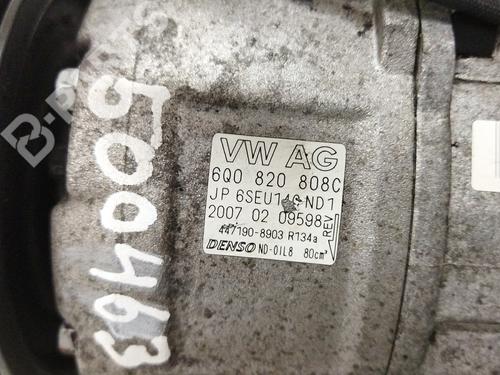 VW AG
6Q0 820 808C
JP 6SEU14C ND1
2007 02 09598
REV
447190-8903 R134a
DENSO ND-OIL8 80cm³
6004163
B-P